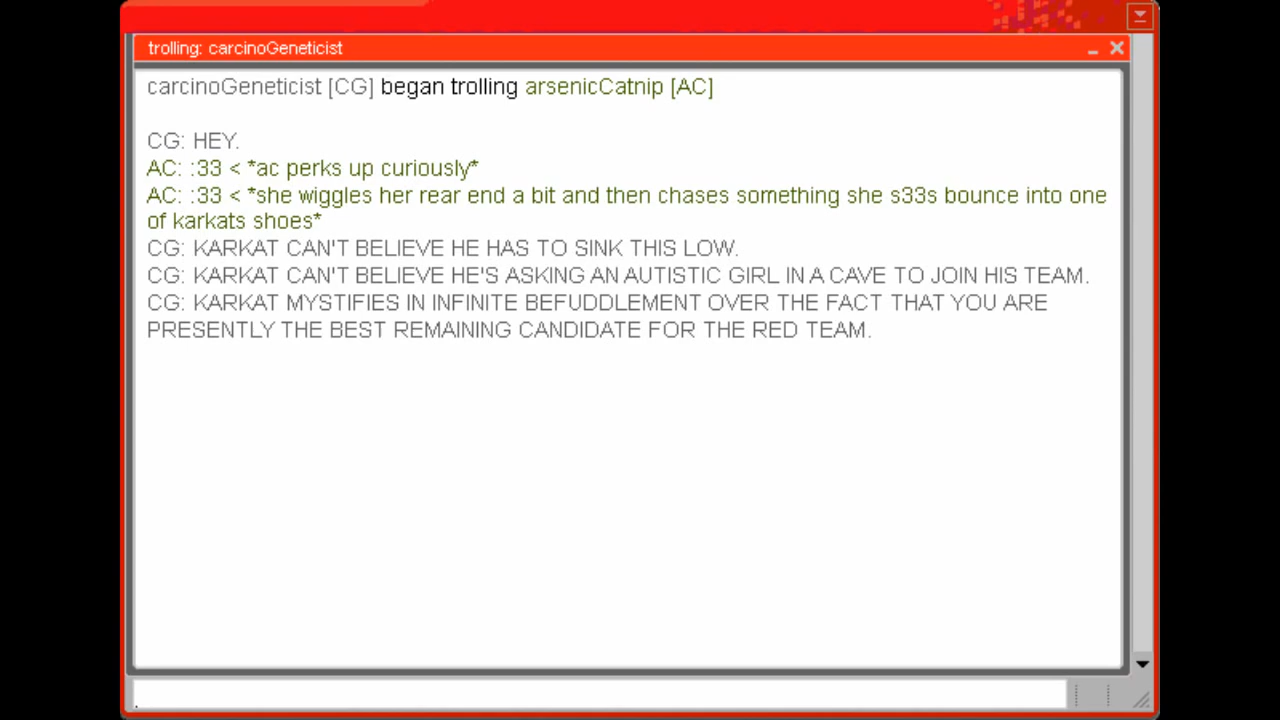 trolling: carcinoGeneticist
carcinoGeneticist [CG] began trolling arsenicCatnip [AC]
CG: HEY.
AC: :33 < *ac perks up curiously*
AC: :33 < *she wiggles her rear end a bit and then chases something she s33s bounce into one
of karkats shoes*
CG: KARKAT CAN'T BELIEVE HE HAS TO SINK THIS LOW.
CG: KARKAT CAN'T BELIEVE HE'S ASKING AN AUTISTIC GIRL IN A CAVE TO JOIN HIS TEAM.
CG: KARKAT MYSTIFIES IN INFINITE BEFUDDLEMENT OVER THE FACT THAT YOU ARE
PRESENTLY THE BEST REMAINING CANDIDATE FOR THE RED TEAM.